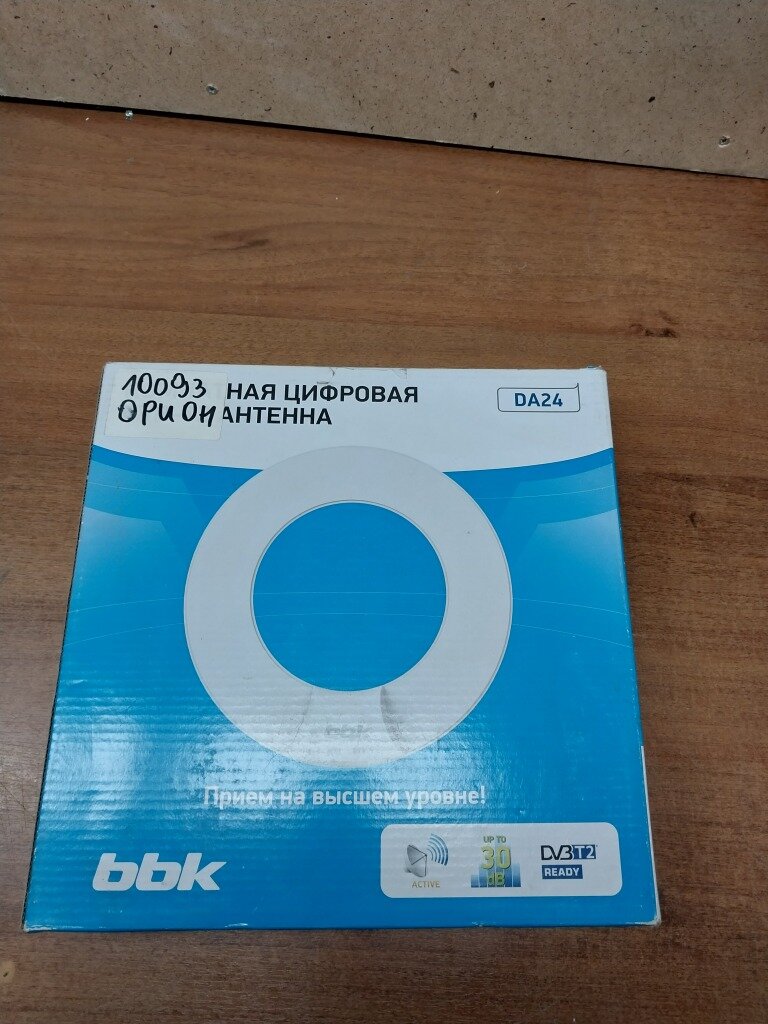 10093
ОРИОН
НАЯ ЦИФРОВАЯ
АНТЕННА
DA24
bbk
Прием на высшем уровне!
bbk
ACTIVE
UP TO
30
dB
DVB T2
READY